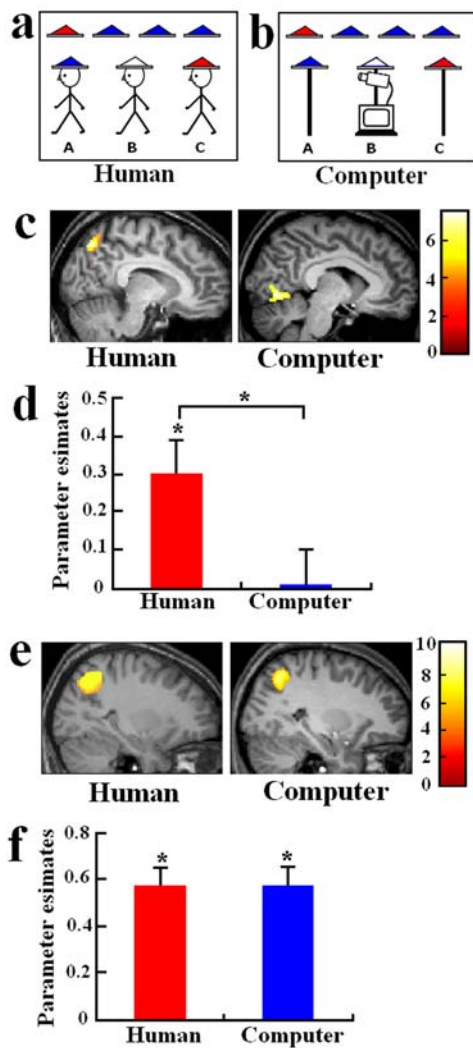 a
b
A B C
A B C
Human
Computer
c
Human
Computer
6
4
2
0
d
*
*
Parameter esimates
0.5
0.4
0.3
0.1
0
Human
Computer
e
Human
Computer
10
8
6
4
2
0
f
*
*
Parameter esimates
0.8
0.6
0.4
0.2
0
Human
Computer